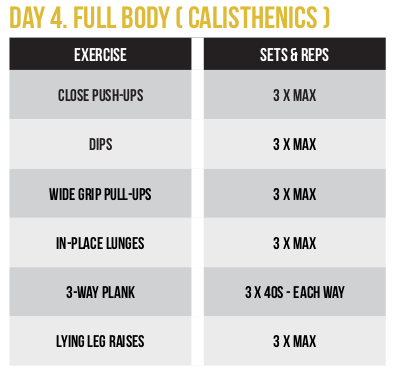 DAY 4. FULL BODY ( CALISTHENICS )
EXERCISE SETS & REPS
CLOSE PUSH-UPS 3 X MAX
DIPS 3 X MAX
WIDE GRIP PULL-UPS 3 X MAX
IN-PLACE LUNGES 3 X MAX
3-WAY PLANK 3 X 40S - EACH WAY
LYING LEG RAISES 3 X MAX